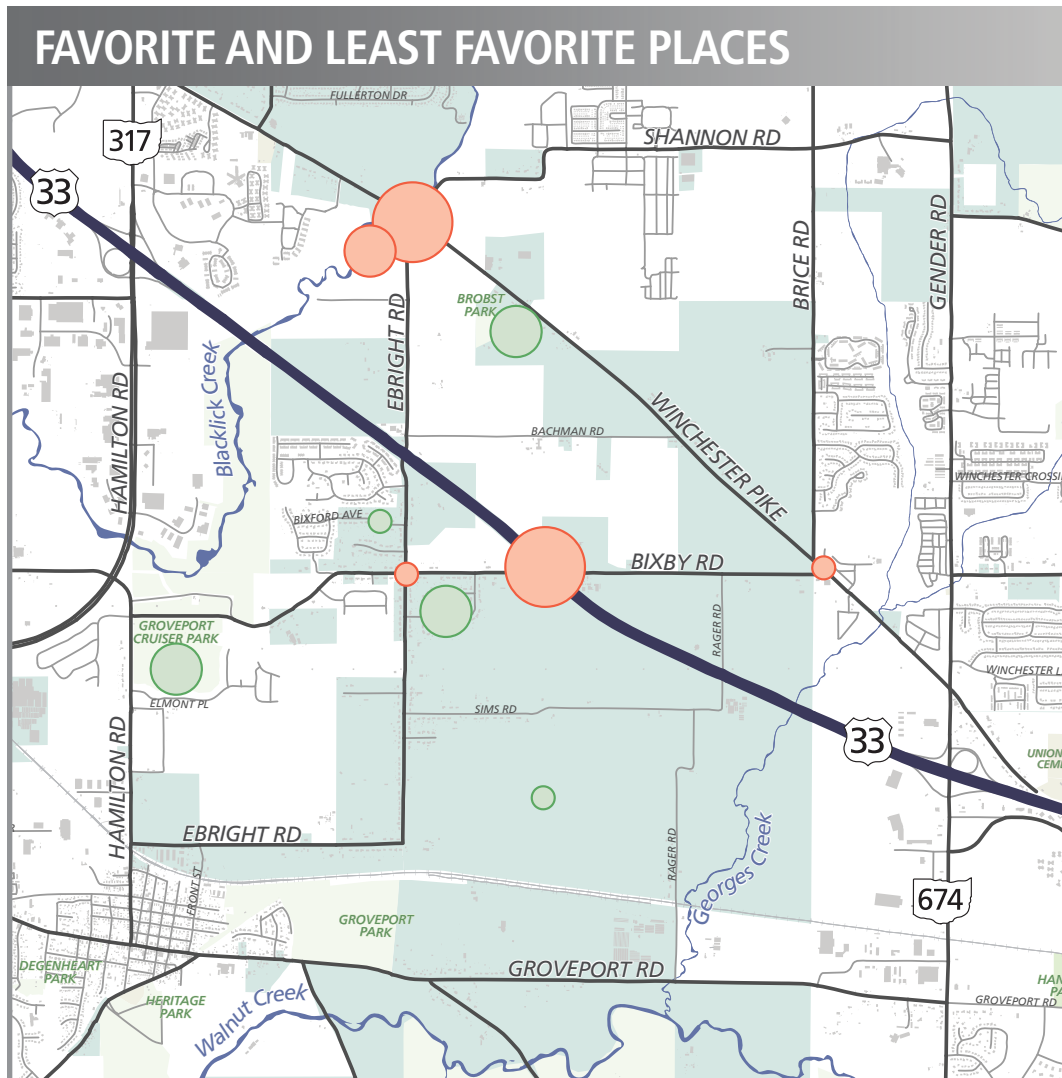 FAVORITE AND LEAST FAVORITE PLACES
FULLERTON DR
317
SHANNON RD
33
GENDER RD
BRICE RD
BROBST
PARK
EBRIGHT RD
HAMILTON RD
Blacklick Creek
WINCHESTER PIKE
BACHMAN RD
WINCHESTER CROSSI
BIXFORD AVE
BIXBY RD
RAGER RD
GROVEPORT
CRUISER PARK
WINCHESTER L
ELMONT PL
SIMS RD
33
HAMILTON RD
UNION
CEM
EBRIGHT RD
RAGER RD
Georges Creek
FRONT ST
674
GROVEPORT
PARK
DEGENHEART
PARK
GROVEPORT RD
HAN
PA
HERITAGE
PARK
GROVEPORT RD
Walnut Creek